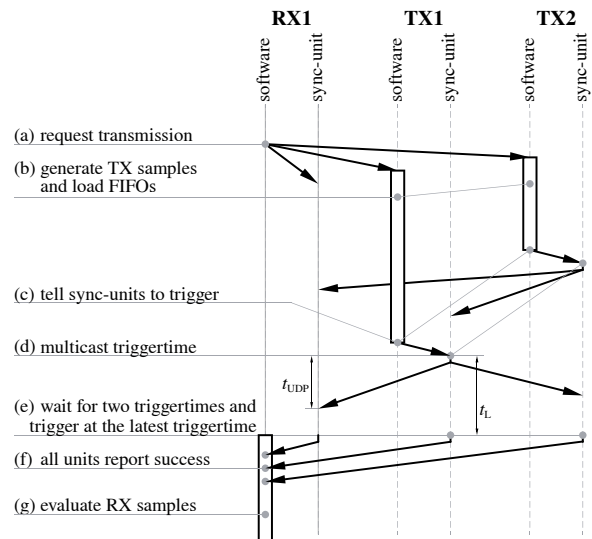 RX1 TX1 TX2
software sync-unit software sync-unit software sync-unit
(a) request transmission
(b) generate TX samples
and load FIFOs
(c) tell sync-units to trigger
(d) multicast triggertime
tUDP
(e) wait for two triggertimes and
tL
trigger at the latest triggertime
(f) all units report success
(g) evaluate RX samples